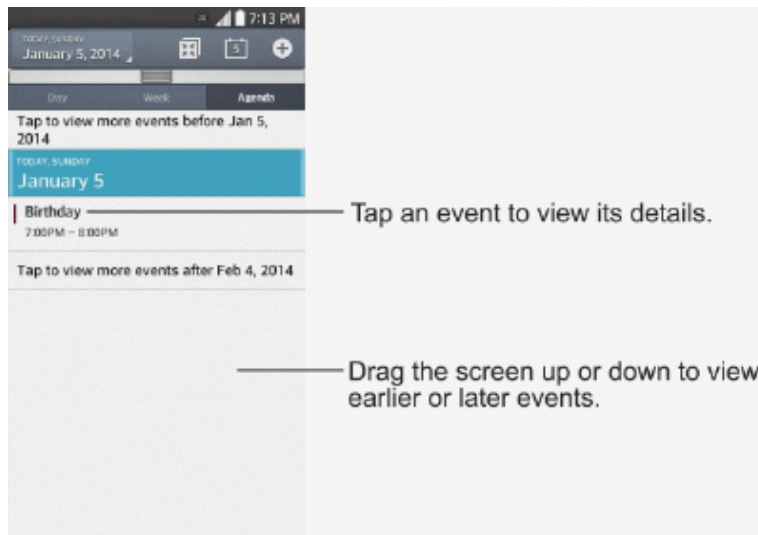 7:13 PM
TODAY, SUNDAY
January 5, 2014
5
Day Week Agenda
Tap to view more events before Jan 5,
2014
TODAY, SUNDAY
January 5
Birthday
Tap an event to view its details.
7:00PM – 8:00PM
Tap to view more events after Feb 4, 2014
Drag the screen up or down to view
earlier or later events.